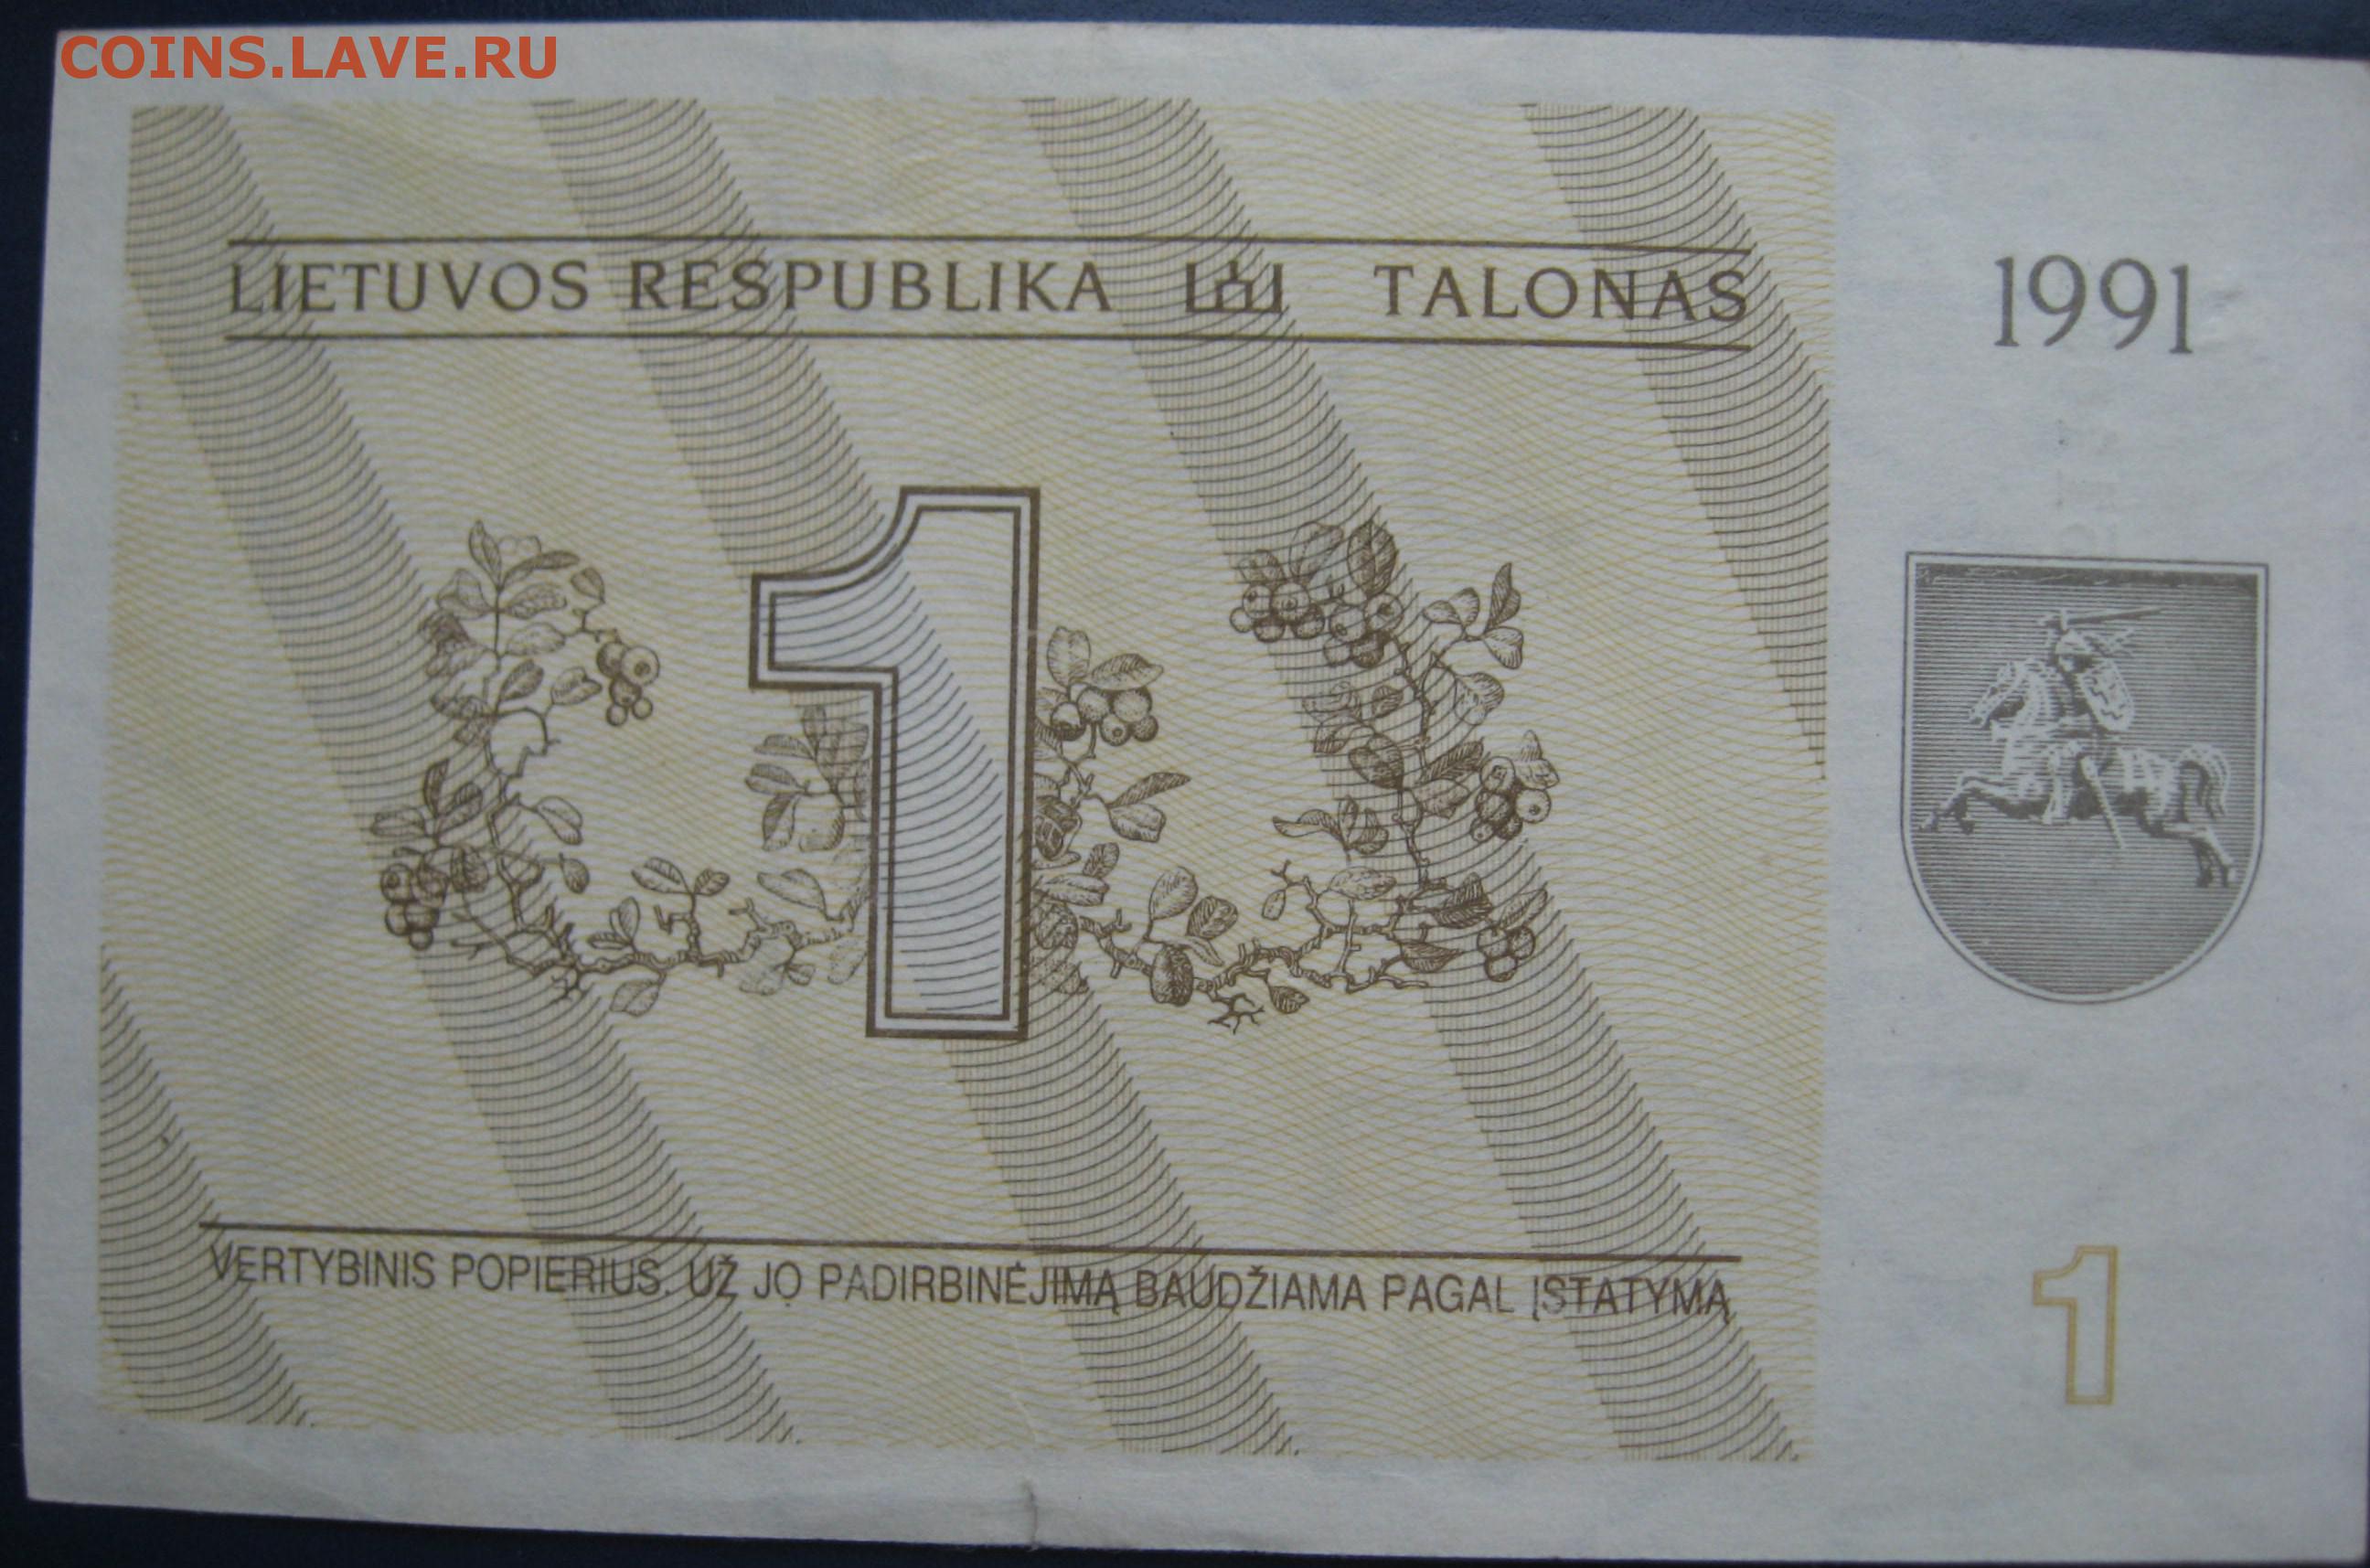 COINS.LAVE.RU
LIETUVOS RESPUBLIKA TALONAS
1991
1
VERTYBINIS POPIERIUS. UŽ JO PADIRBINĖJIMĄ BAUDŽIAMA PAGAL ĮSTATYMĄ
1